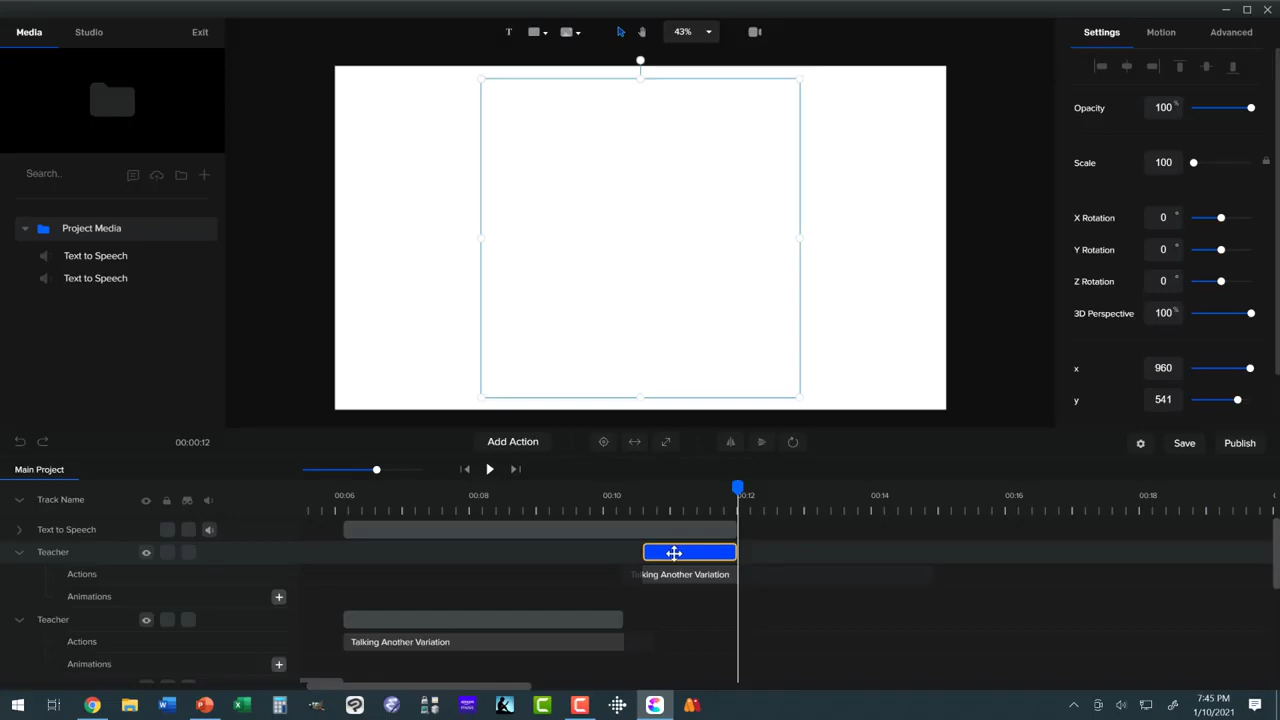 Media Studio Exit
T 43%
Settings Motion Advanced
Opacity 100 %
Search..
Scale 100
Project Media
X Rotation 0 °
Text to Speech
Y Rotation 0 °
Text to Speech
Z Rotation 0 °
3D Perspective 100 %
x 960
y 541
00:00:12 Add Action Save Publish
Main Project
Track Name 00:06 00:08 00:10 00:12 00:14 00:16 00:18
Text to Speech
Teacher
Actions Talking Another Variation
Animations +
Teacher
Actions Talking Another Variation
Animations +
7:45 PM
1/10/2021